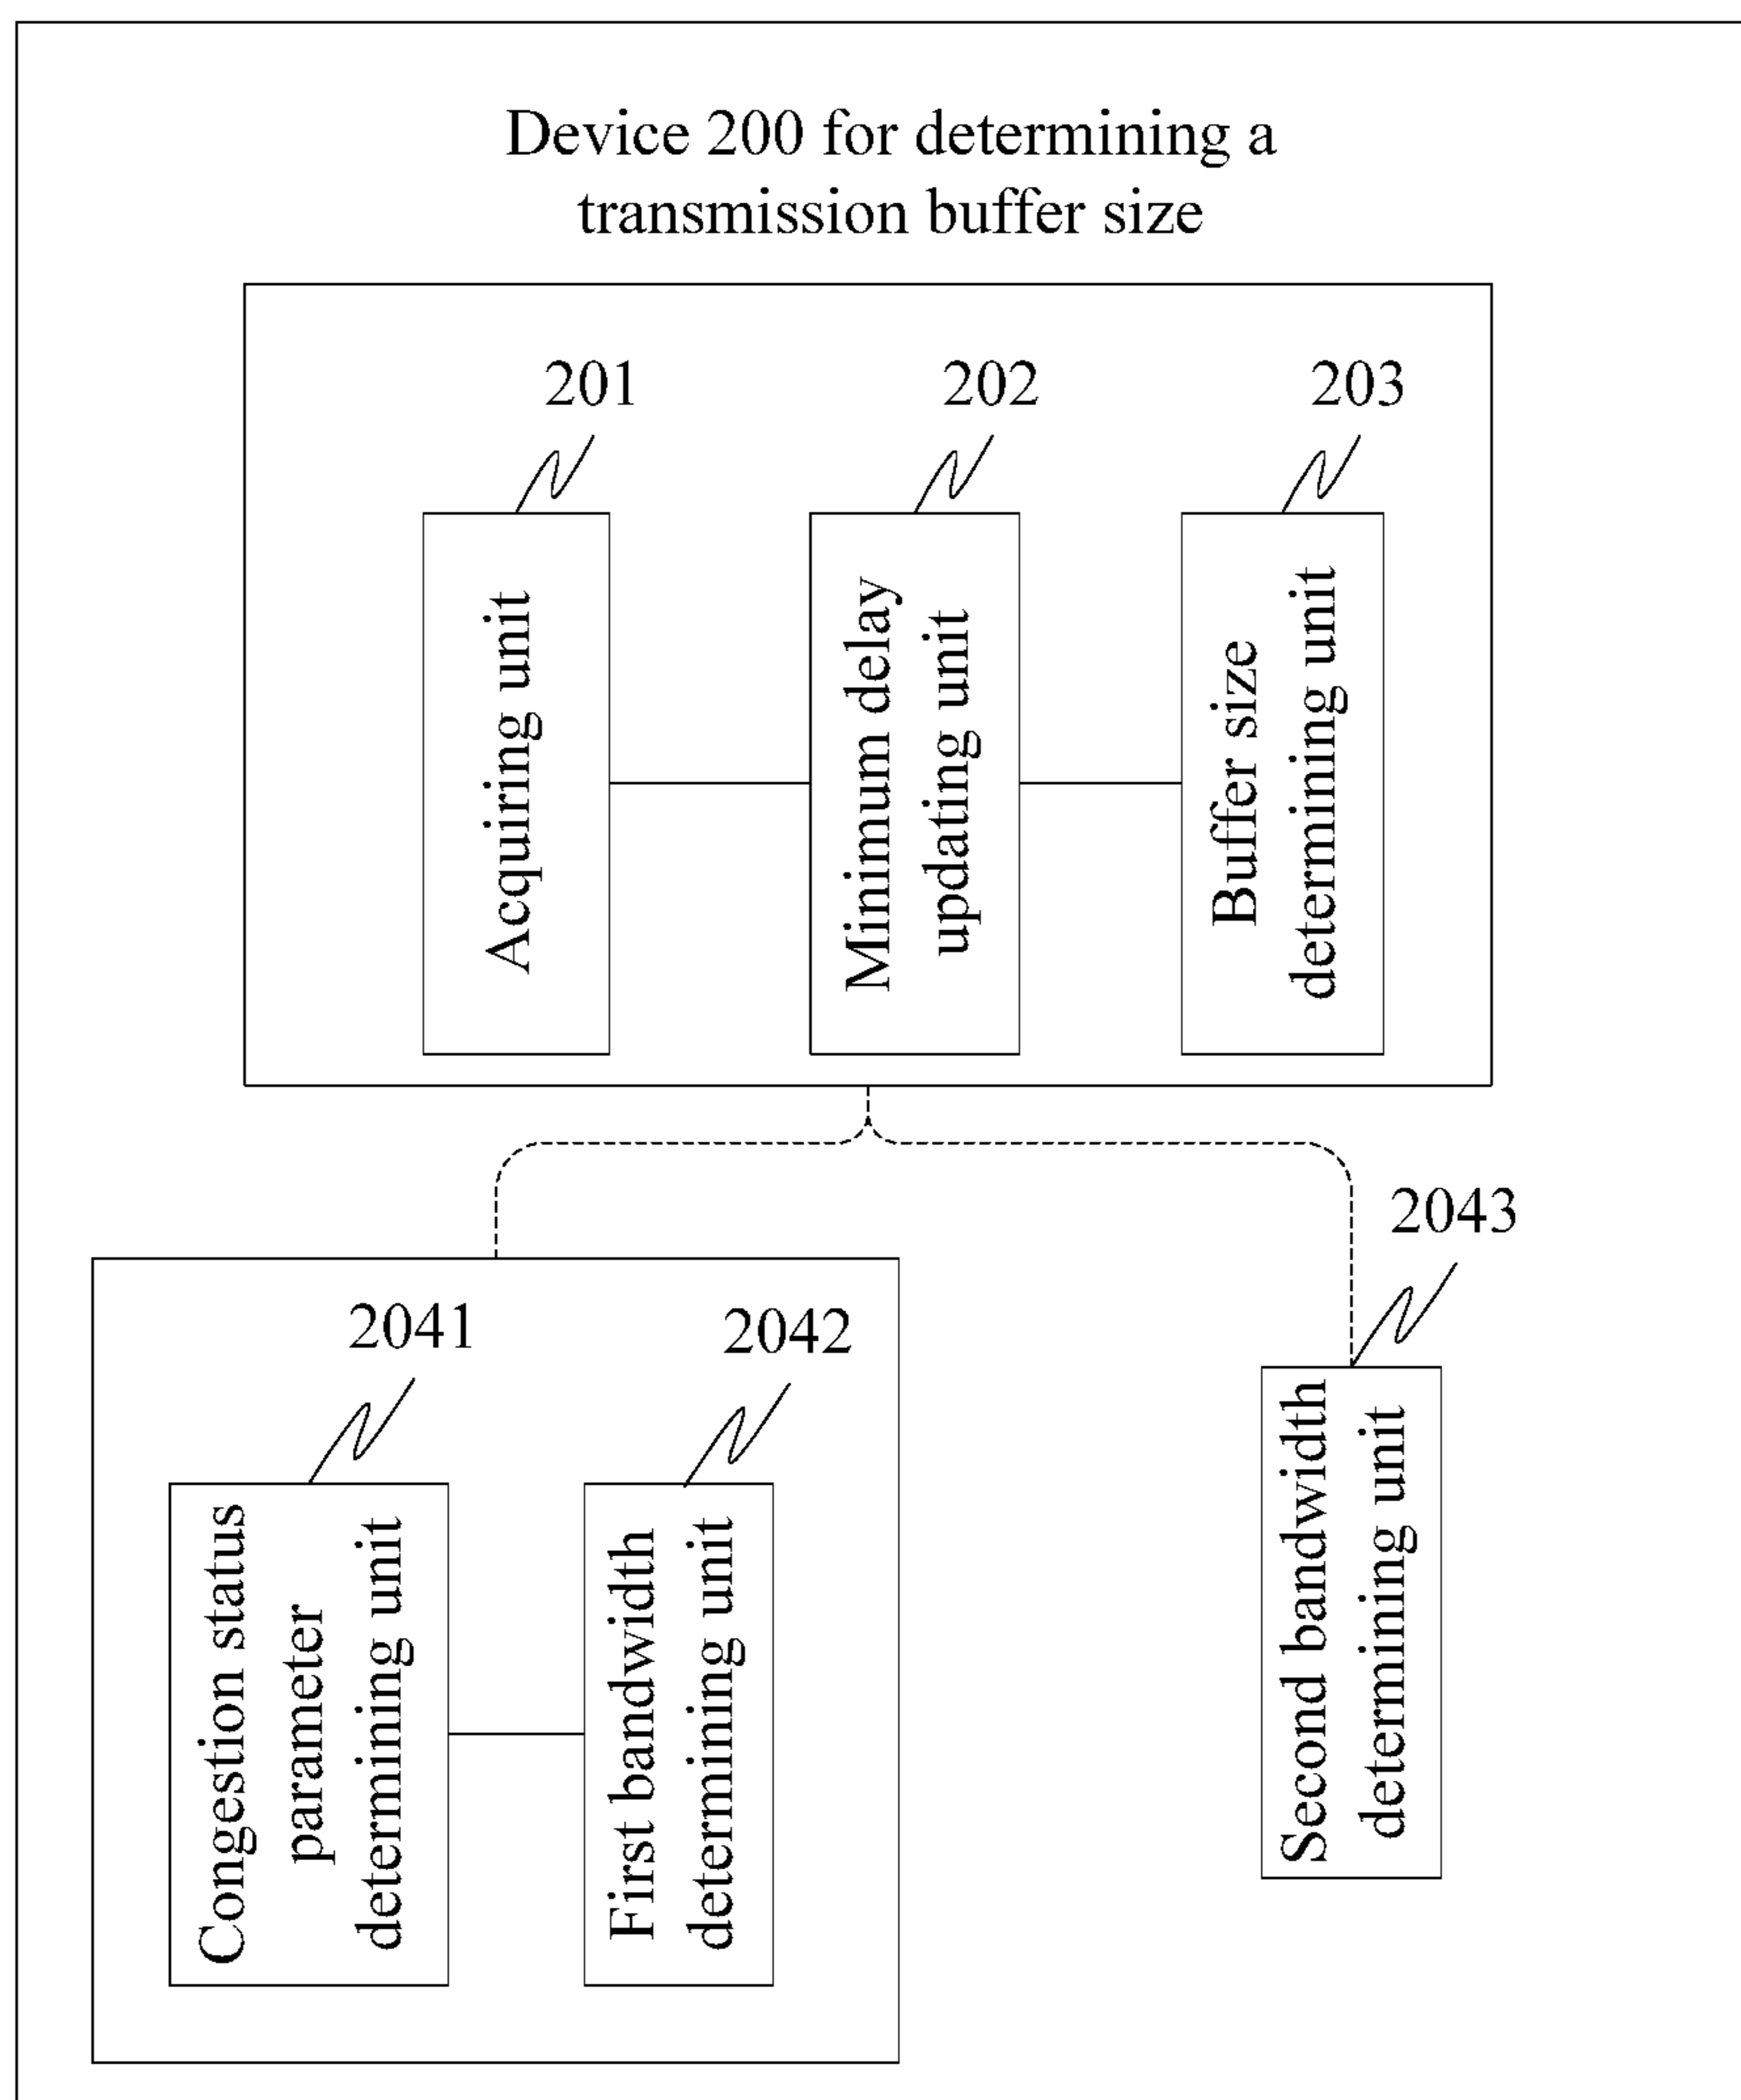 Device 200 for determining a
transmission buffer size
201
202
203
Acquiring unit
Minimum delay
updating unit
Buffer size
determining unit
2043
2041
2042
Congestion status
parameter
determining unit
First bandwidth
determining unit
Second bandwidth
determining unit